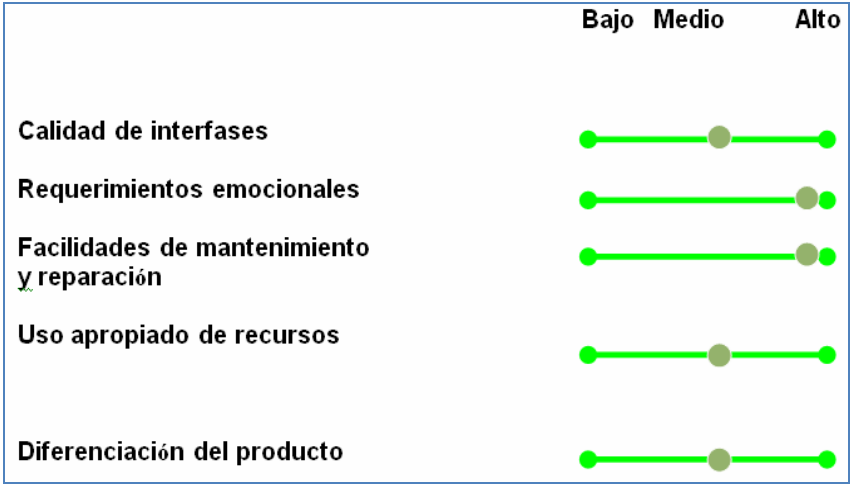 Bajo Medio Alto
Calidad de interfases
Requerimientos emocionales
Facilidades de mantenimiento
y reparación
Uso apropiado de recursos
Diferenciación del producto